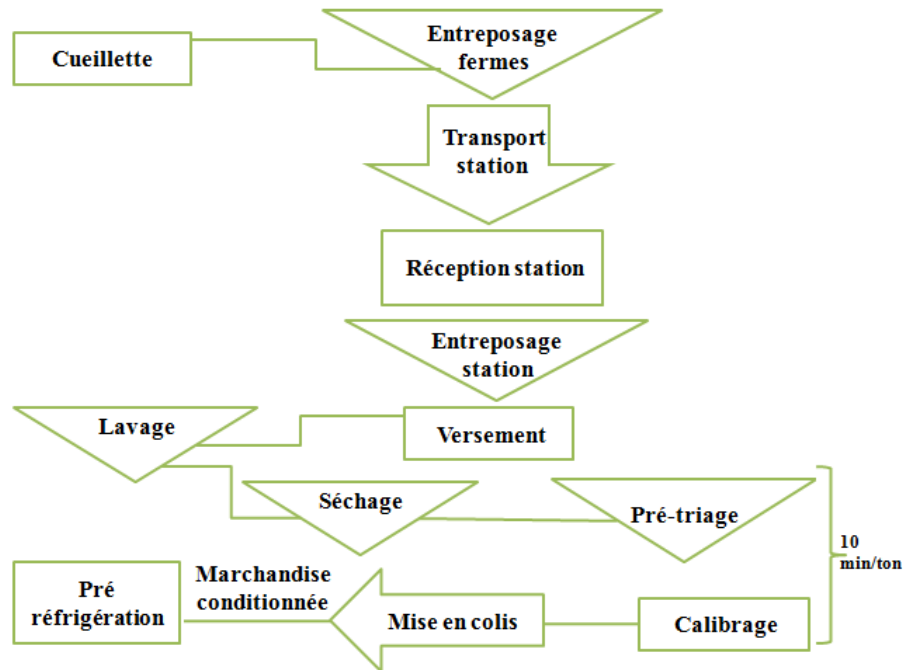 Cueillette
Entreposage
fermes
Transport
station
Réception station
Entreposage
station
Versement
Lavage
Séchage
Pré-triage
10
min/ton
Calibrage
Mise en colis
Marchandise
conditionnée
Pré
réfrigération